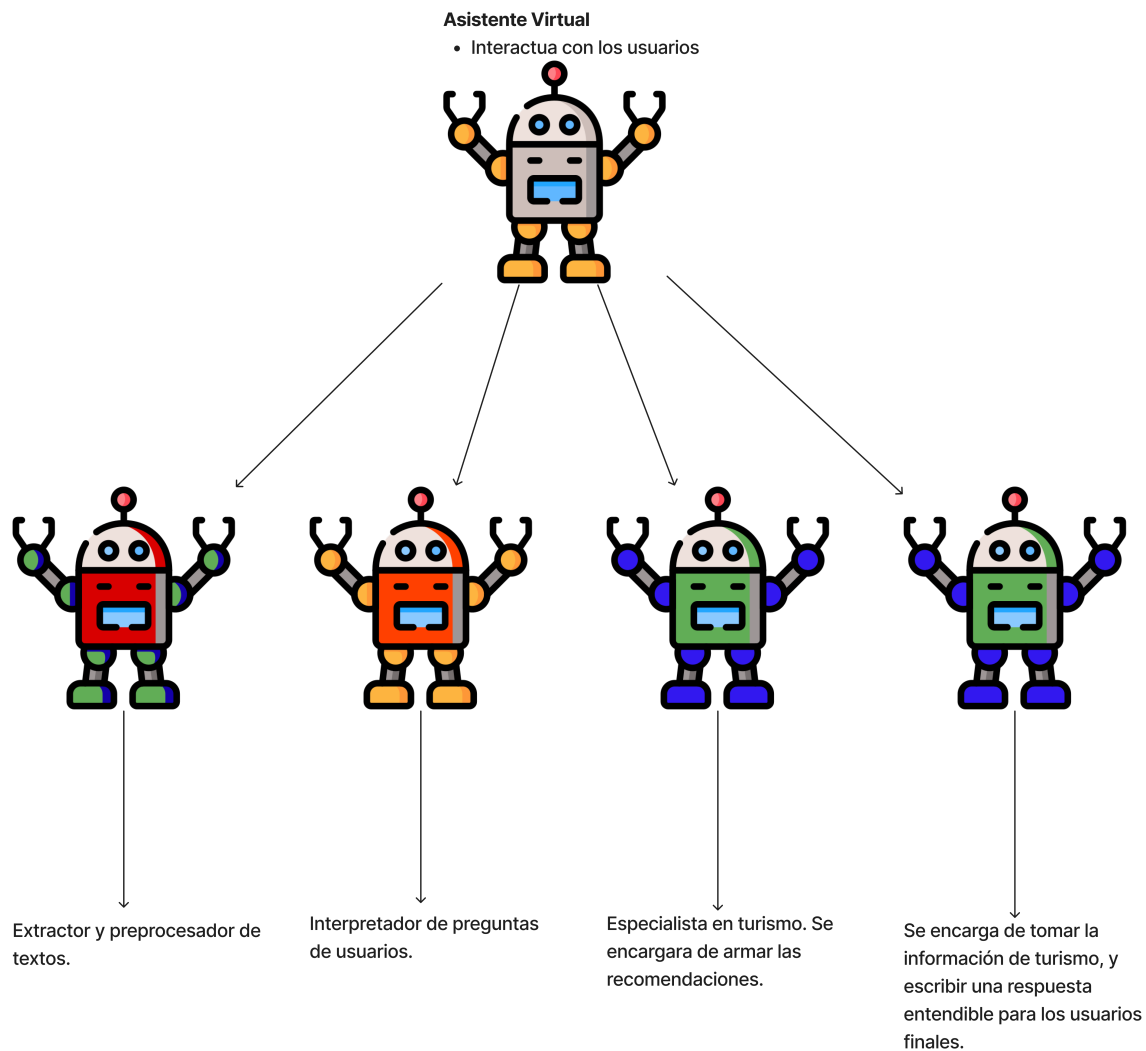 Asistente Virtual
• Interactua con los usuarios
Extractor y preprocesador de
textos.
Interpretador de preguntas
de usuarios.
Especialista en turismo. Se
encargara de armar las
recomendaciones.
Se encarga de tomar la
información de turismo, y
escribir una respuesta
entendible para los usuarios
finales.